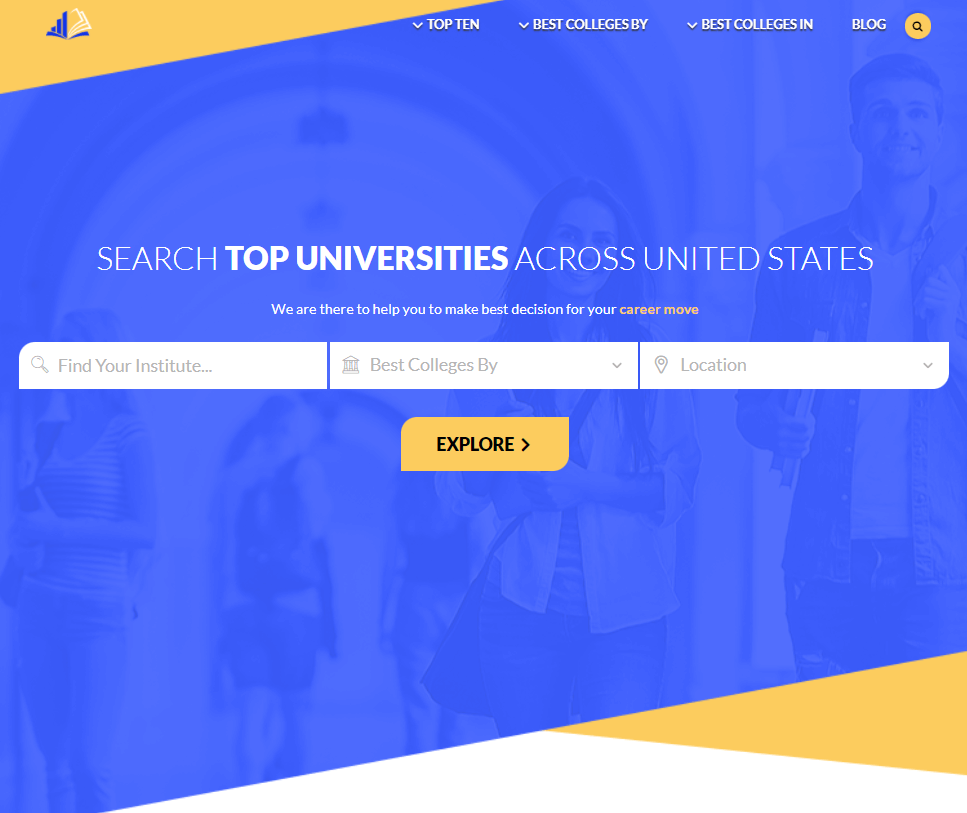 TOP TEN BEST COLLEGES BY BEST COLLEGES IN BLOG
SEARCH TOP UNIVERSITIES ACROSS UNITED STATES
We are there to help you to make best decision for your career move
Find Your Institute... Best Colleges By Location
EXPLORE